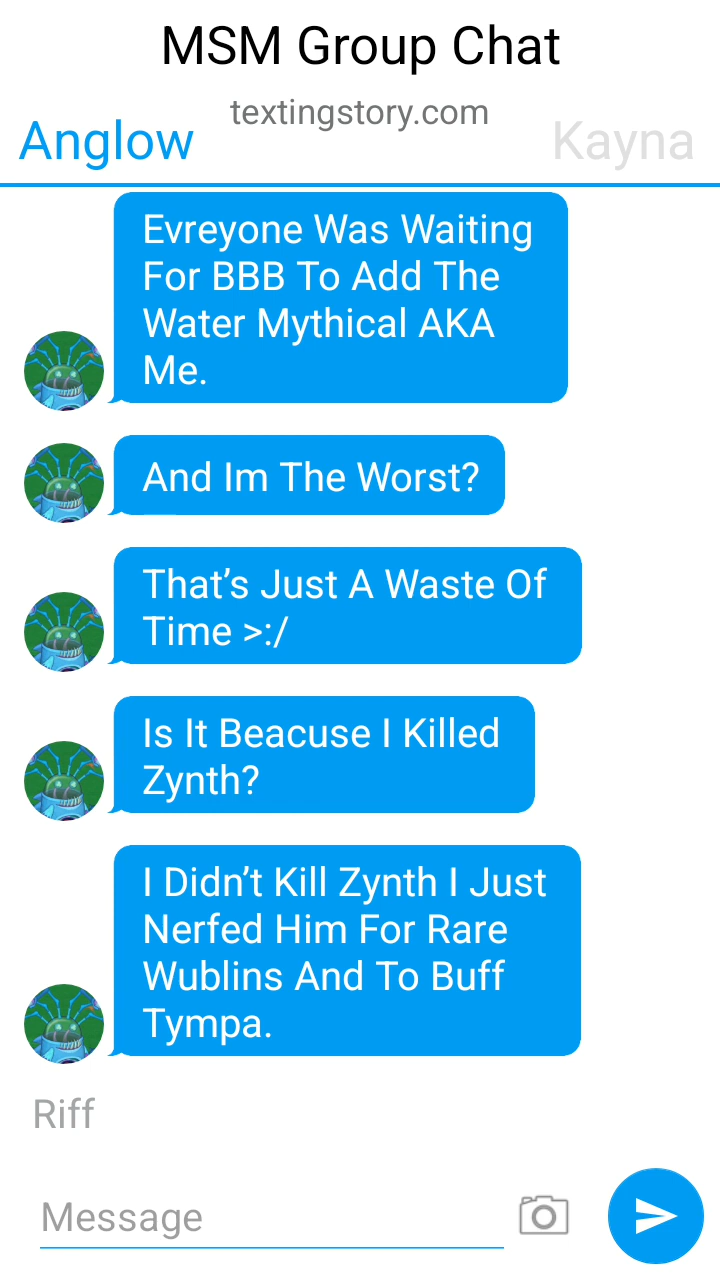 MSM Group Chat
textingstory.com
Anglow
Kayna
Evreyone Was Waiting
For BBB To Add The
Water Mythical AKA
Me.
And Im The Worst?
That’s Just A Waste Of
Time >:/
Is It Beacuse I Killed
Zynth?
I Didn’t Kill Zynth I Just
Nerfed Him For Rare
Wublins And To Buff
Tympa.
Riff
Message